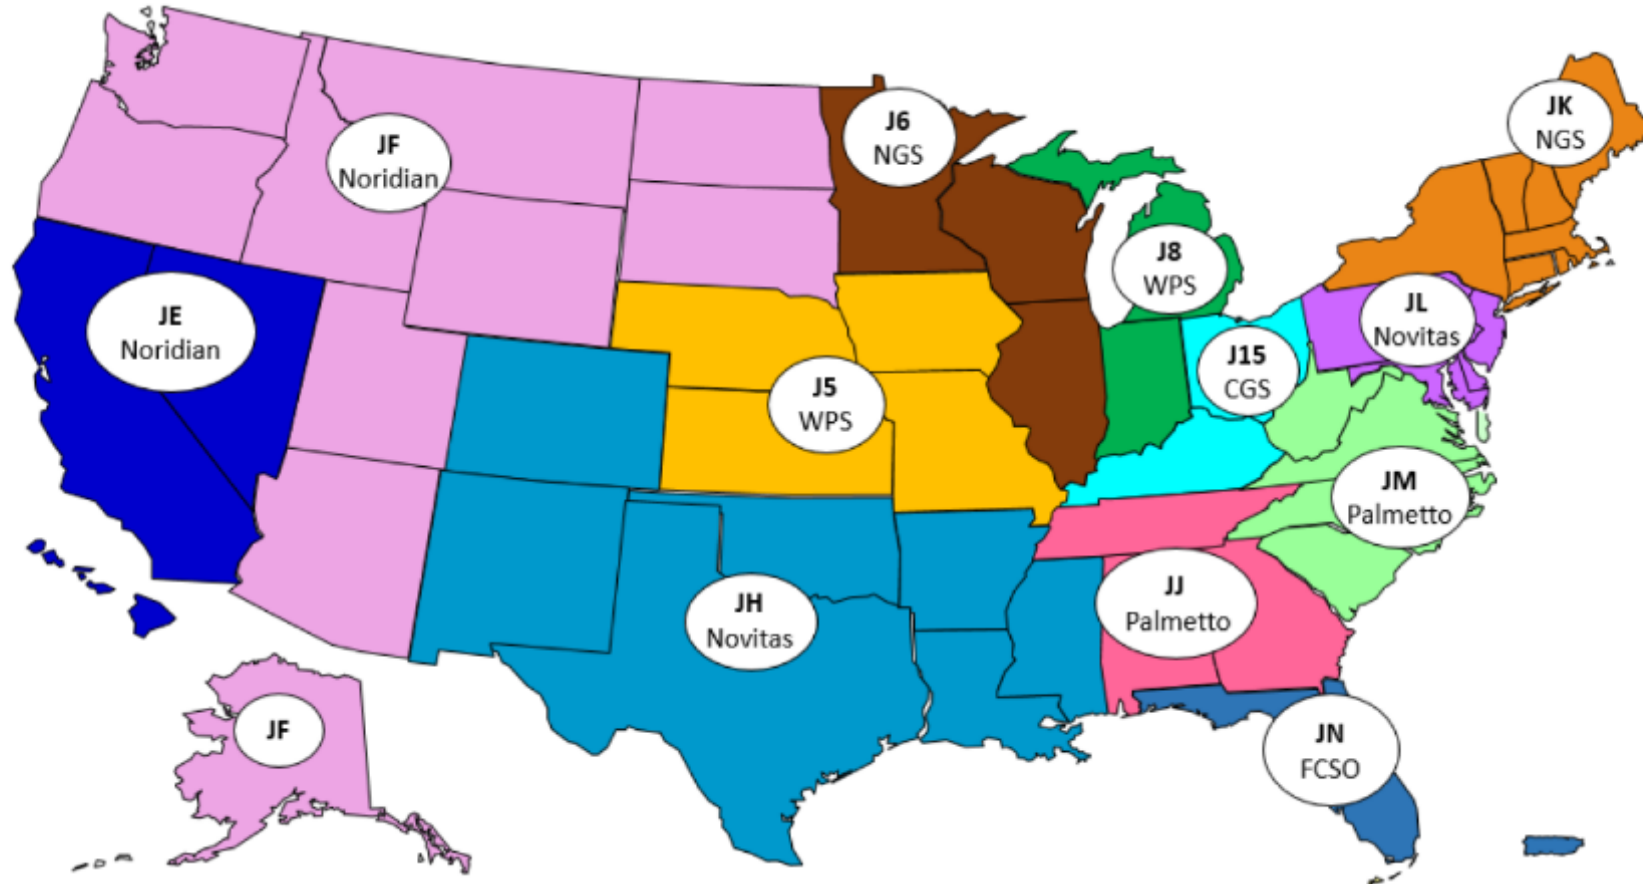 JF
Noridian
J6
NGS
JK
NGS
J8
WPS
JE
Noridian
JL
Novitas
J15
CGS
J5
WPS
JM
Palmetto
JH
Novitas
JJ
Palmetto
JF
JN
FCSO